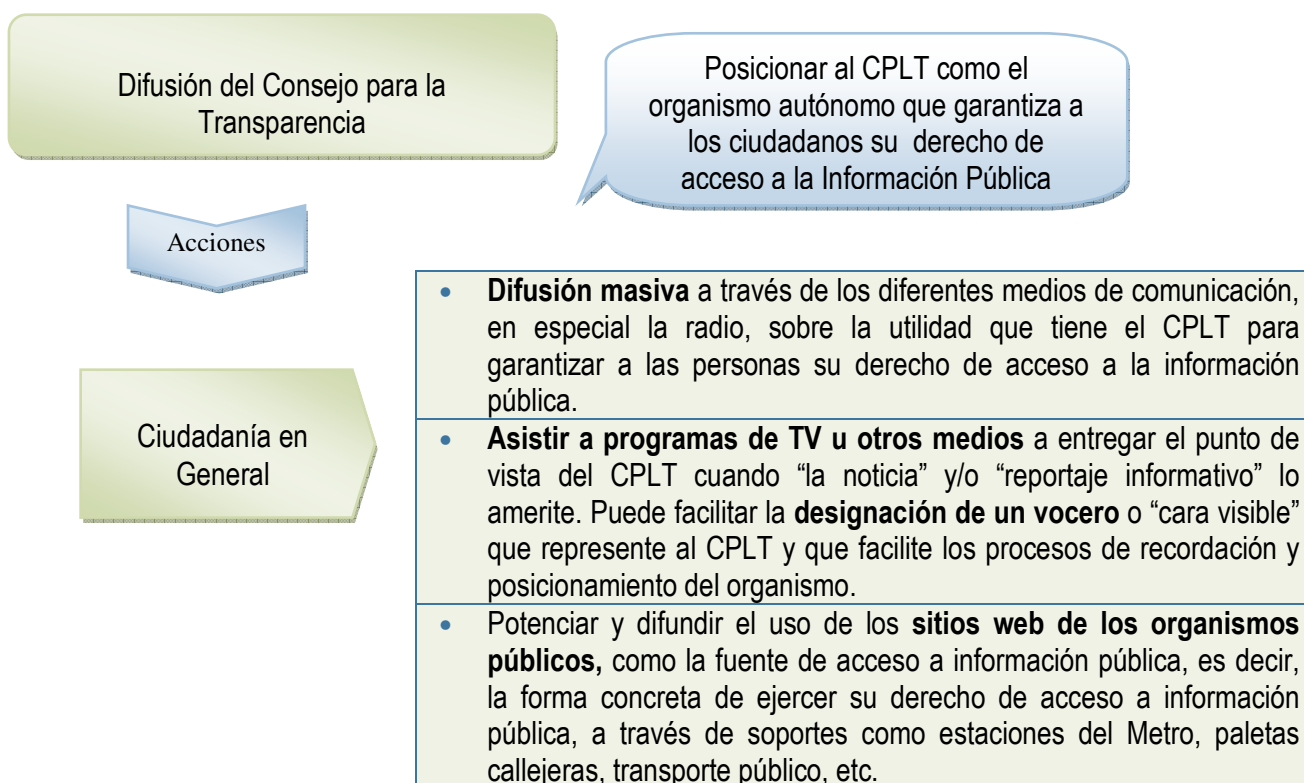 Difusión del Consejo para la
Transparencia
Posicionar al CPLT como el
organismo autónomo que garantiza a
los ciudadanos su derecho de
acceso a la Información Pública
Acciones
Ciudadanía en
General
• Difusión masiva a través de los diferentes medios de comunicación,
en especial la radio, sobre la utilidad que tiene el CPLT para
garantizar a las personas su derecho de acceso a la información
pública.
• Asistir a programas de TV u otros medios a entregar el punto de
vista del CPLT cuando “la noticia” y/o “reportaje informativo” lo
amerite. Puede facilitar la designación de un vocero o “cara visible”
que represente al CPLT y que facilite los procesos de recordación y
posicionamiento del organismo.
• Potenciar y difundir el uso de los sitios web de los organismos
públicos, como la fuente de acceso a información pública, es decir,
la forma concreta de ejercer su derecho de acceso a información
pública, a través de soportes como estaciones del Metro, paletas
callejeras, transporte público, etc.